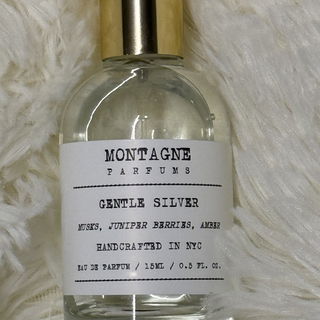 MONTAGNE
PARFUMS
GENTLE SILVER
MUSKS, JUNIPER BERRIES, AMBER
HANDCRAFTED IN NYC
EAU DE PARFUM / 15ML / 0.5 FL. OZ.